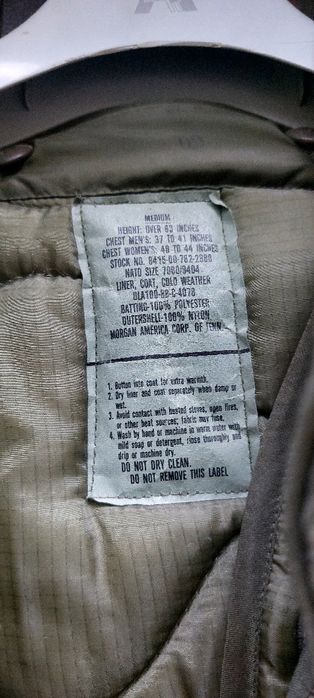 MEDIUM
HEIGHT: OVER 63 INCHES
CHEST MEN'S: 37 TO 41 INCHES
CHEST WOMEN'S: 40 TO 44 INCHES
STOCK NO. 8415-00-782-2888
NATO SIZE 7080/9404
LINER, COAT, COLD WEATHER
DLA100-88-C-4078
BATTING-100% POLYESTER
OUTERSHELL-100% NYLON
MORGAN AMERICA CORP. OF TENN.
1. Button into coat for extra warmth.
2. Dry liner and coat separately when damp or
wet.
3. Avoid contact with heated stoves, open fires,
or other heat sources; fabric may fuse.
4. Wash by hand or machine in warm water with
mild soap or detergent, rinse thoroughly and
drip or machine dry.
DO NOT DRY CLEAN.
DO NOT REMOVE THIS LABEL